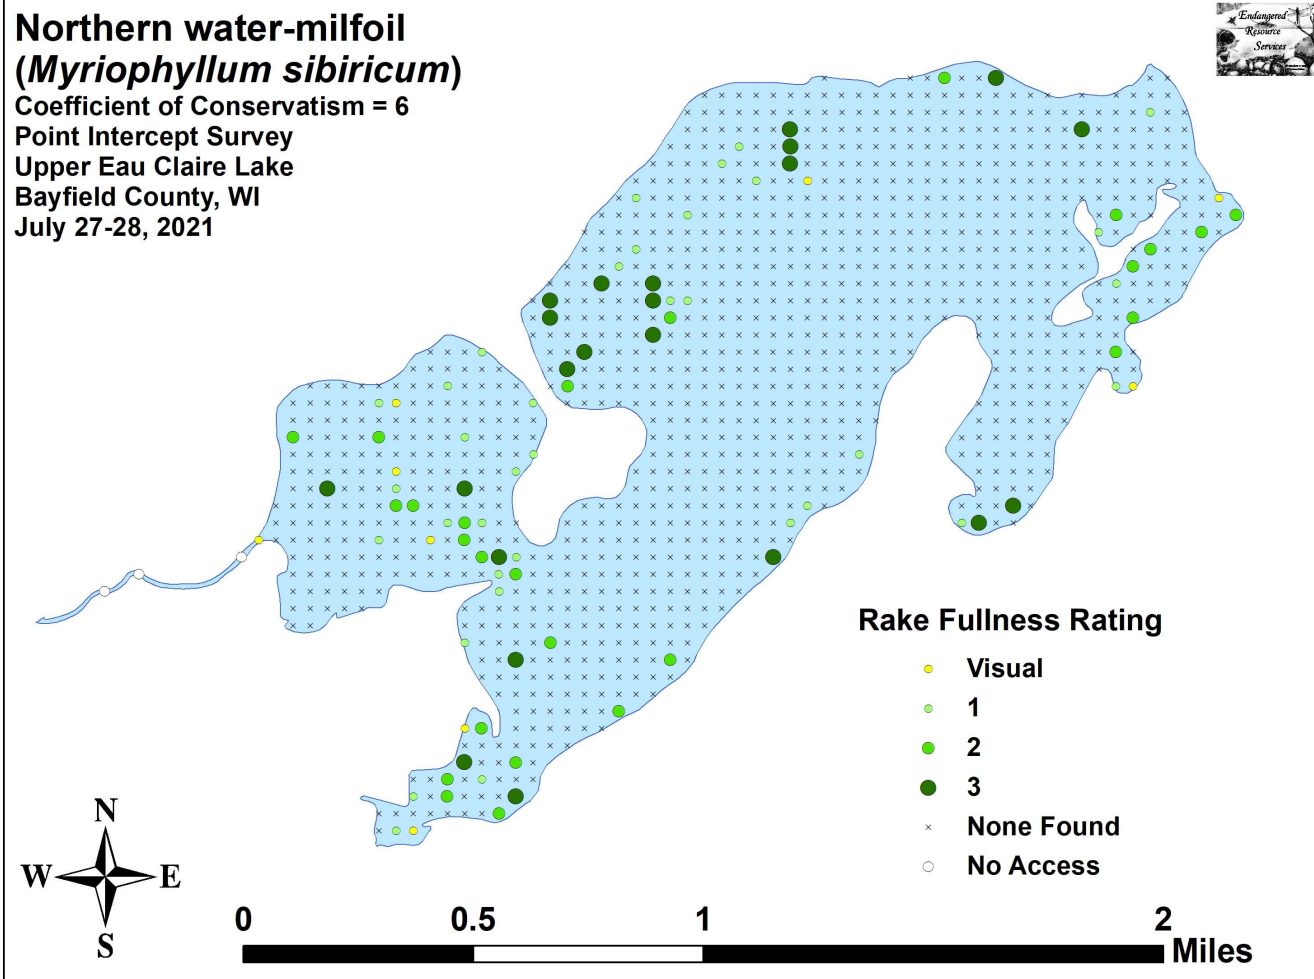 Northern water-milfoil
(Myriophyllum sibiricum)
Coefficient of Conservatism = 6
Point Intercept Survey
Upper Eau Claire Lake
Bayfield County, WI
July 27-28, 2021
Endangered
Resource
Services
Rake Fullness Rating
Visual
1
2
3
None Found
No Access
N
W E
S
0 0.5 1 2
Miles